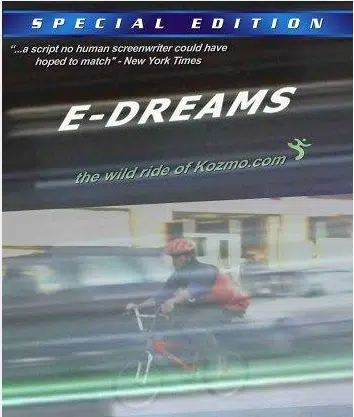 SPECIAL EDITION
“...a script no human screenwriter could have
hoped to match" - New York Times
E-DREAMS
the wild ride of Kozmo.com